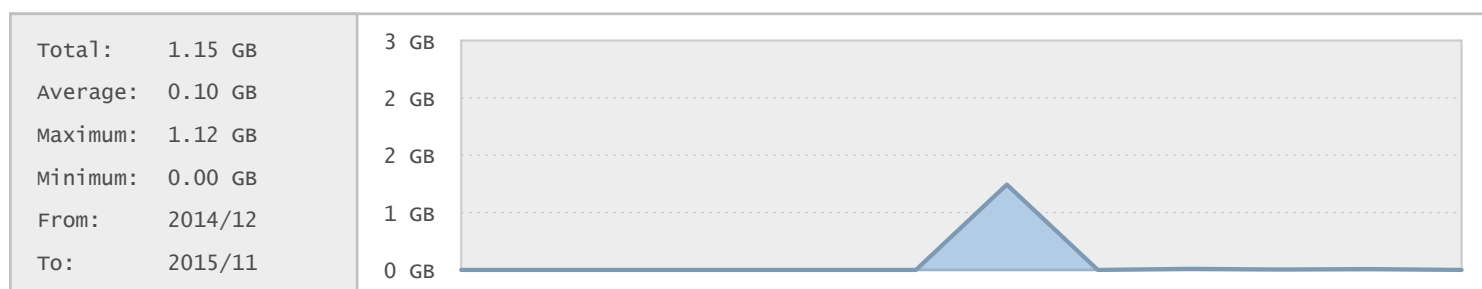 Total: 1.15 GB
Average: 0.10 GB
Maximum: 1.12 GB
Minimum: 0.00 GB
From: 2014/12
To: 2015/11
3 GB
2 GB
2 GB
1 GB
0 GB